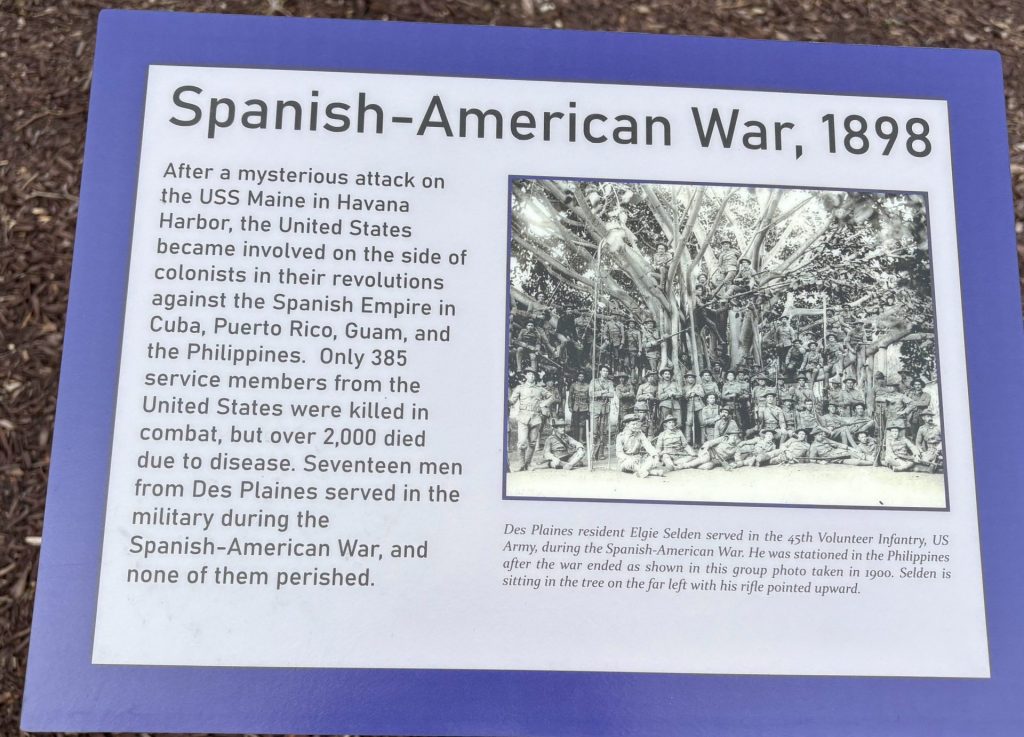 Spanish-American War, 1898
After a mysterious attack on
the USS Maine in Havana
Harbor, the United States
became involved on the side of
colonists in their revolutions
against the Spanish Empire in
Cuba, Puerto Rico, Guam, and
the Philippines. Only 385
service members from the
United States were killed in
combat, but over 2,000 died
due to disease. Seventeen men
from Des Plaines served in the
military during the
Spanish-American War, and
none of them perished.
Des Plaines resident Elgie Selden served in the 45th Volunteer Infantry, US
Army, during the Spanish-American War. He was stationed in the Philippines
after the war ended as shown in this group photo taken in 1900. Selden is
sitting in the tree on the far left with his rifle pointed upward.